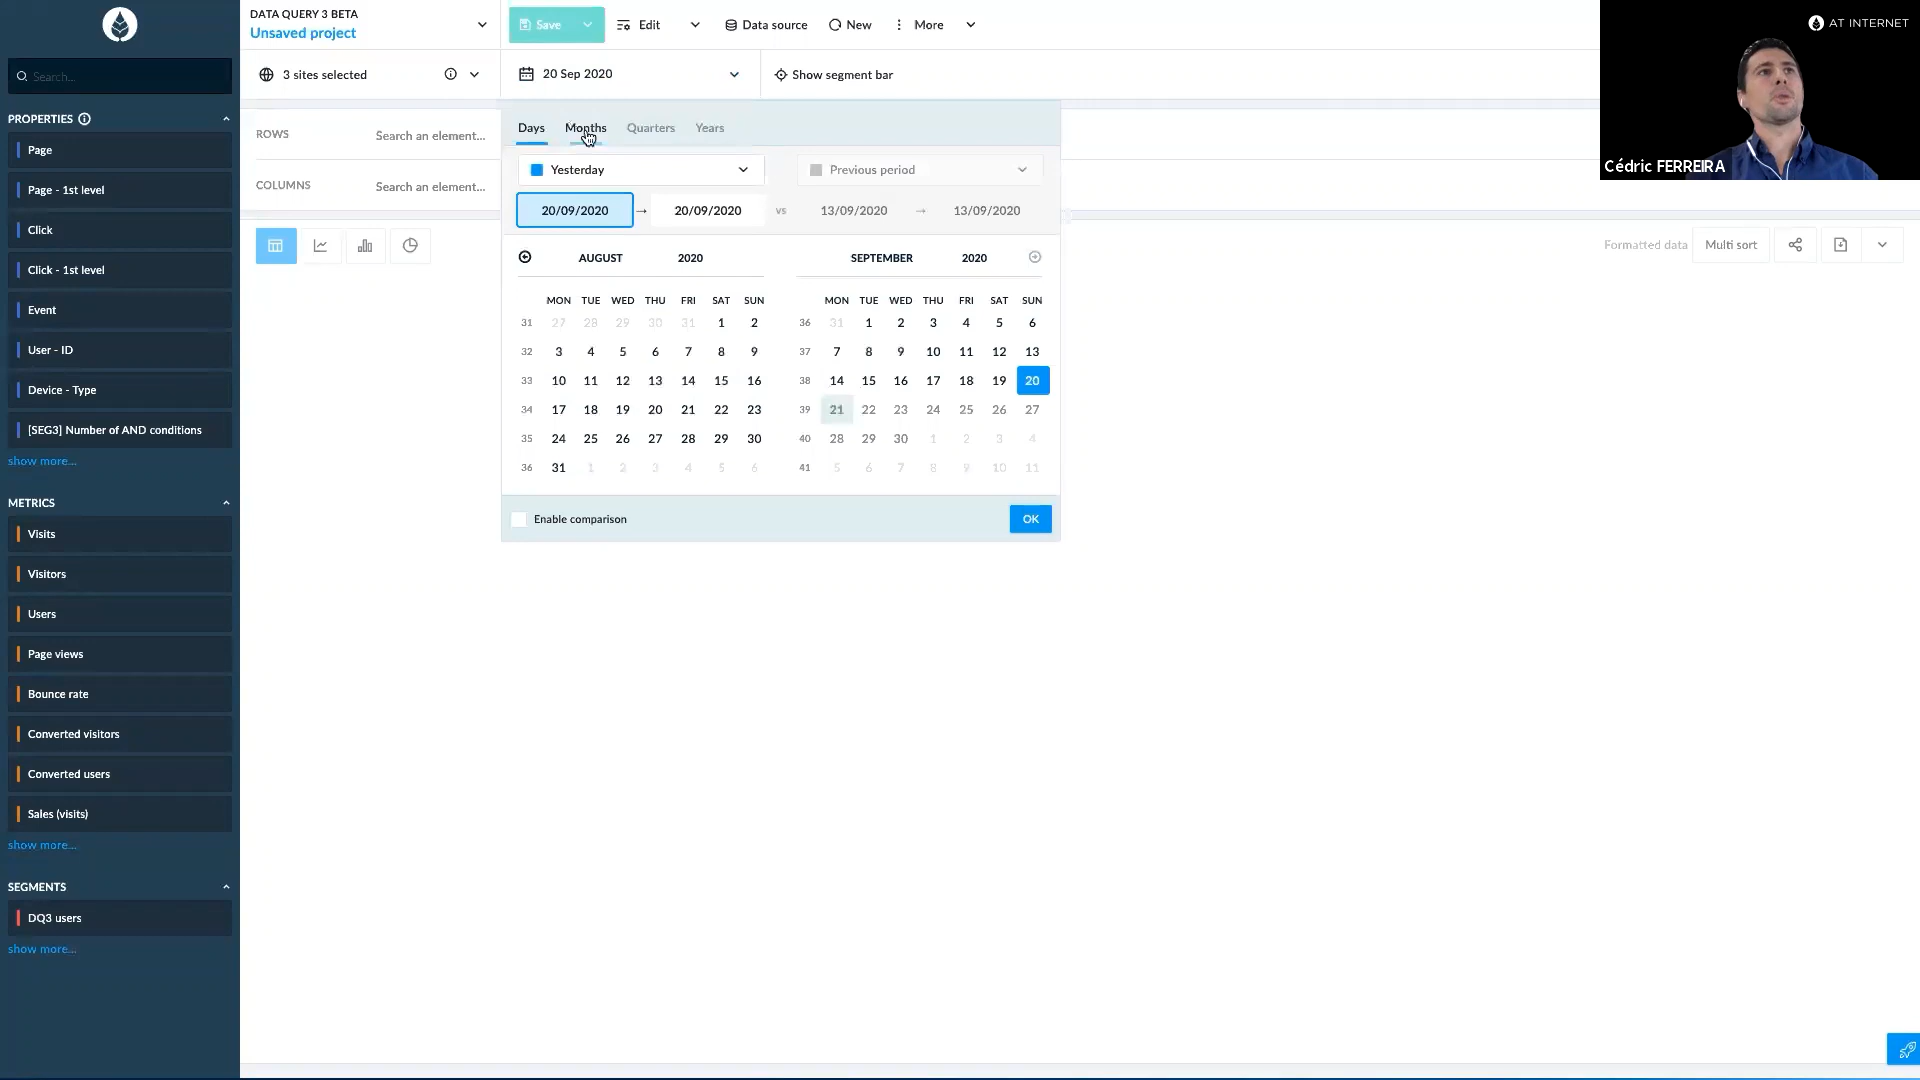 DATA QUERY 3 BETA
Unsaved project
Save
Edit
Data source
New
More
AT INTERNET
Search...
3 sites selected
20 Sep 2020
Show segment bar
Cédric FERREIRA
PROPERTIES
Page
Page - 1st level
Click
Click - 1st level
Event
User - ID
Device - Type
[SEG3] Number of AND conditions
show more...
METRICS
Visits
Visitors
Users
Page views
Bounce rate
Converted visitors
Converted users
Sales (visits)
show more...
SEGMENTS
DQ3 users
show more...
ROWS Search an element...
COLUMNS Search an element...
Days Months Quarters Years
Yesterday
Previous period
20/09/2020 → 20/09/2020 vs 13/09/2020 → 13/09/2020
AUGUST 2020
MON TUE WED THU FRI SAT SUN
31 27 28 29 30 31 1 2
32 3 4 5 6 7 8 9
33 10 11 12 13 14 15 16
34 17 18 19 20 21 22 23
35 24 25 26 27 28 29 30
36 31 1 2 3 4 5 6
SEPTEMBER 2020
MON TUE WED THU FRI SAT SUN
36 31 1 2 3 4 5 6
37 7 8 9 10 11 12 13
38 14 15 16 17 18 19 20
39 21 22 23 24 25 26 27
40 28 29 30 1 2 3 4
41 5 6 7 8 9 10 11
Enable comparison
OK
Formatted data
Multi sort